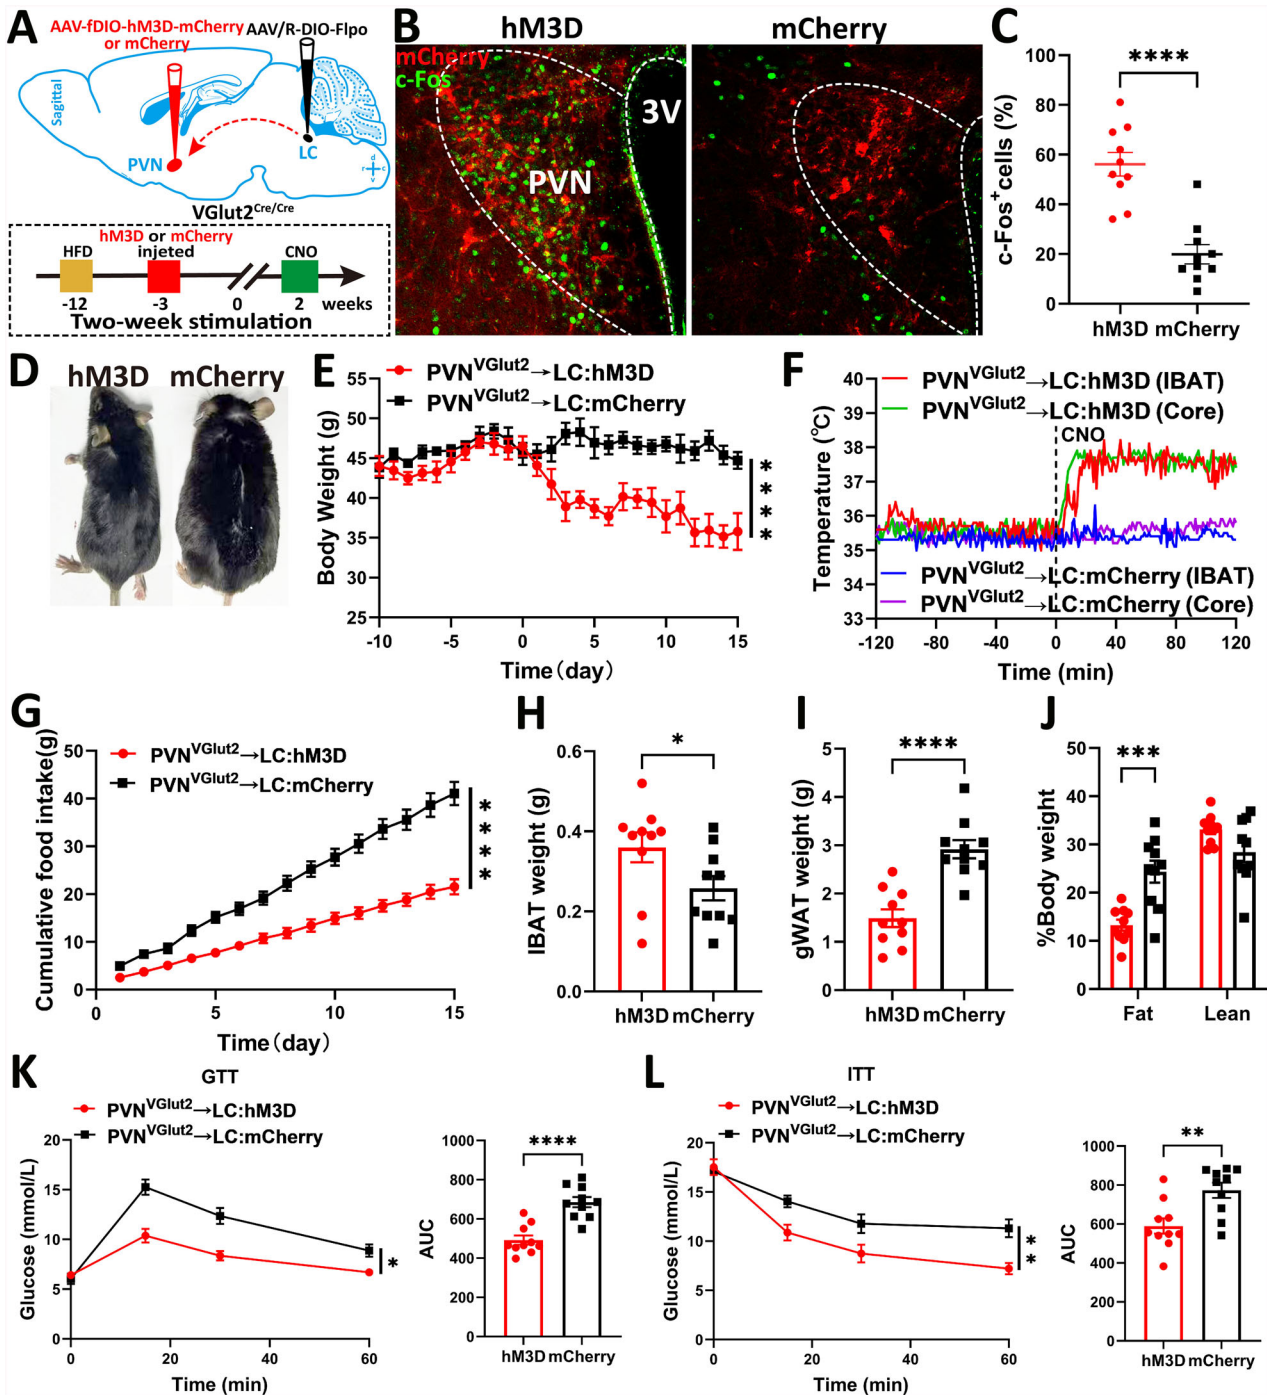 A
AAV-fDIO-hM3D-mCherry
or mCherry
AAV/R-DIO-Flpo
Sagittal
PVN
LC
d
r c
v
VGlut2Cre/Cre
hM3D or mCherry
HFD injeted CNO
-12 -3 0 2 weeks
Two-week stimulation
B
hM3D mCherry
mCherry
c-Fos
3V
PVN
C
****
c-Fos+cells (%)
100
80
60
40
20
0
hM3D mCherry
D
hM3D mCherry
E
PVNVGlut2→LC:hM3D
PVNVGlut2→LC:mCherry
Body Weight (g)
55
45
40
35
30
25
-10 -5 0 5 10 15
Time(day)
****
F
PVNVGlut2→LC:hM3D (IBAT)
PVNVGlut2→LC:hM3D (Core)
CNO
PVNVGlut2→LC:mCherry (IBAT)
PVNVGlut2→LC:mCherry (Core)
Temperature (℃)
40
39
38
37
36
35
34
33
-120 -80 -40 0 40 80 120
Time (min)
G
PVNVGlut2→LC:hM3D
PVNVGlut2→LC:mCherry
Cumulative food intake(g)
50
40
30
20
10
0
0 5 10 15
Time(day)
****
H
*
IBAT weight (g)
0.6
0.4
0.2
0.0
hM3D mCherry
I
****
gWAT weight (g)
5
4
3
2
1
0
hM3D mCherry
J
***
%Body weight
50
40
30
20
10
0
Fat Lean
K
GTT
PVNVGlut2→LC:hM3D
PVNVGlut2→LC:mCherry
Glucose (mmol/L)
20
15
10
5
0
0 20 40 60
Time (min)
*
****
AUC
1000
800
600
400
200
0
hM3D mCherry
L
ITT
PVNVGlut2→LC:hM3D
PVNVGlut2→LC:mCherry
Glucose (mmol/L)
20
15
10
5
0
0 20 40 60
Time (min)
**
**
AUC
1000
800
600
400
200
0
hM3D mCherry